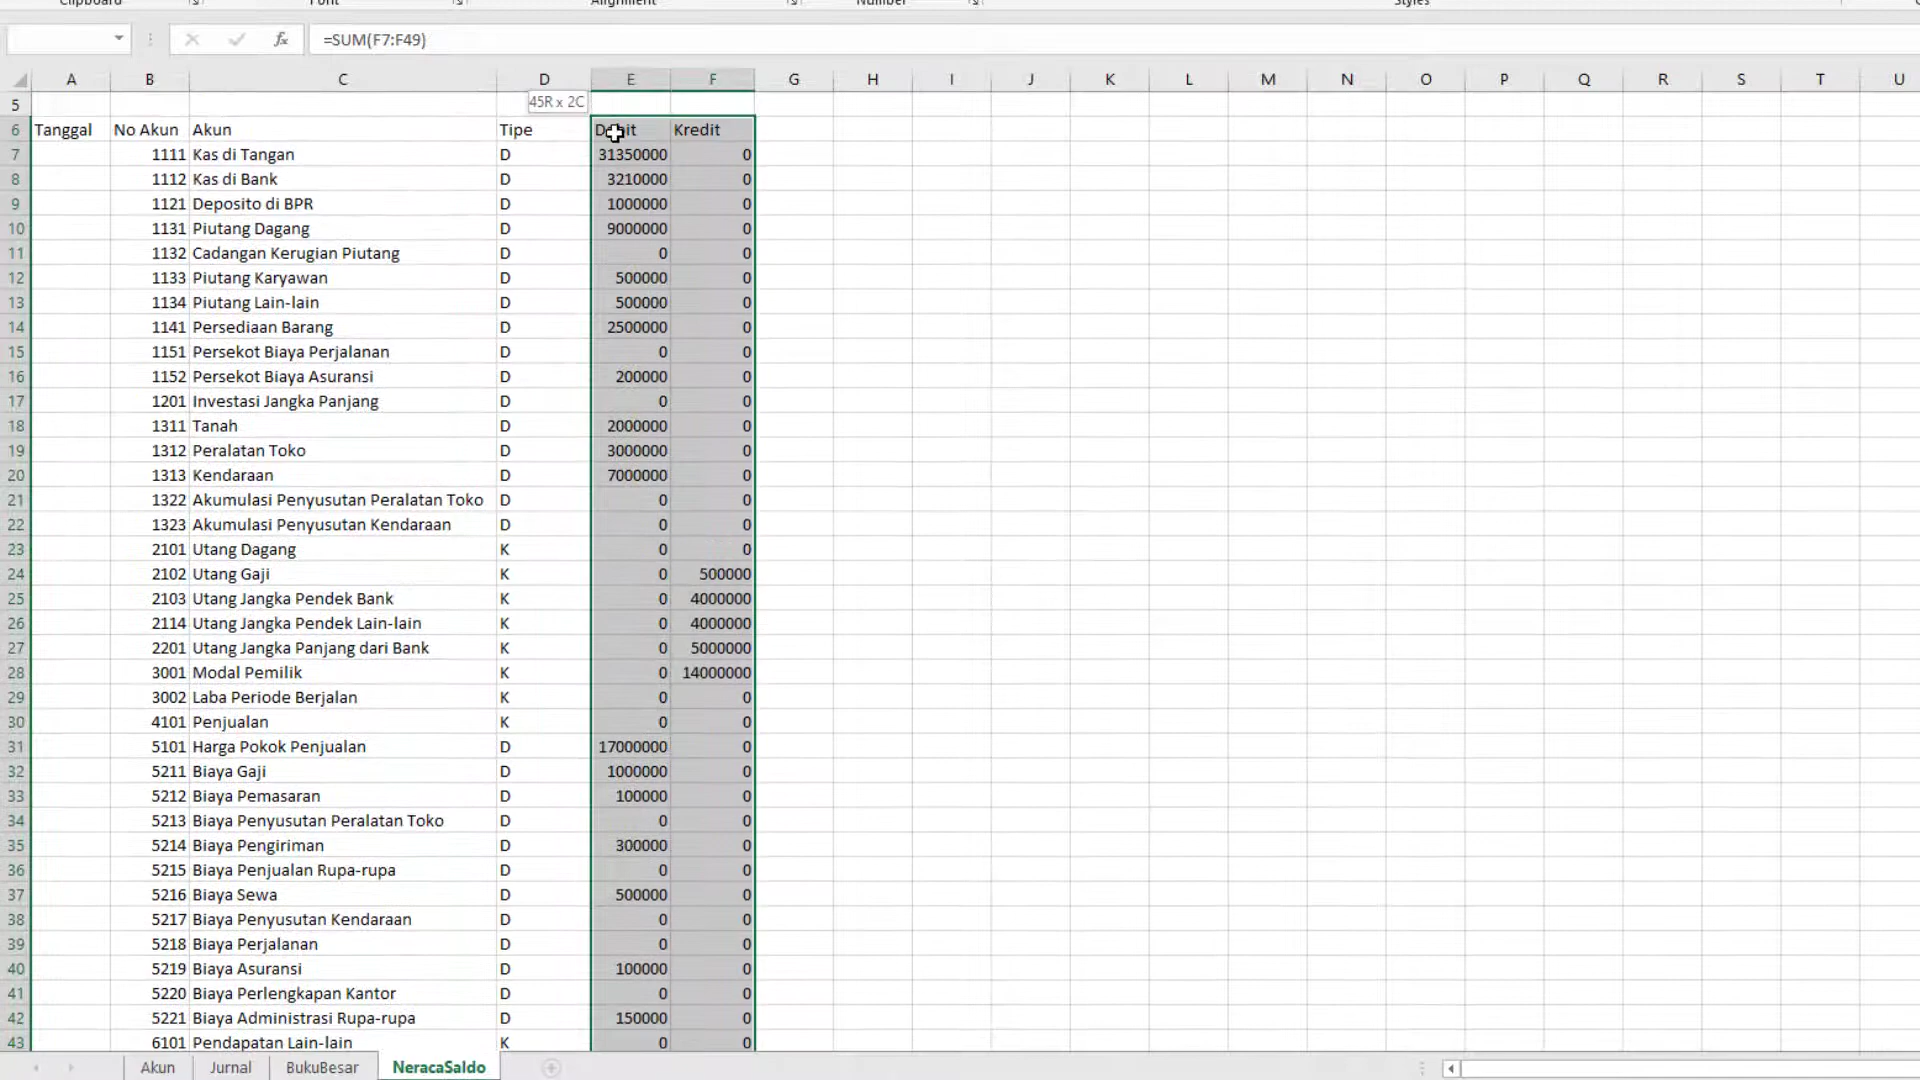 Clipboard Font Alignment Number Styles
fx =SUM(F7:F49)
A B C D E F G H I J K L M N O P Q R S T U
45R x 2C
5
6 Tanggal No Akun Akun Tipe Debit Kredit
7 1111 Kas di Tangan D 31350000 0
8 1112 Kas di Bank D 3210000 0
9 1121 Deposito di BPR D 1000000 0
10 1131 Piutang Dagang D 9000000 0
11 1132 Cadangan Kerugian Piutang D 0 0
12 1133 Piutang Karyawan D 500000 0
13 1134 Piutang Lain-lain D 500000 0
14 1141 Persediaan Barang D 2500000 0
15 1151 Persekot Biaya Perjalanan D 0 0
16 1152 Persekot Biaya Asuransi D 200000 0
17 1201 Investasi Jangka Panjang D 0 0
18 1311 Tanah D 2000000 0
19 1312 Peralatan Toko D 3000000 0
20 1313 Kendaraan D 7000000 0
21 1322 Akumulasi Penyusutan Peralatan Toko D 0 0
22 1323 Akumulasi Penyusutan Kendaraan D 0 0
23 2101 Utang Dagang K 0 0
24 2102 Utang Gaji K 0 500000
25 2103 Utang Jangka Pendek Bank K 0 4000000
26 2114 Utang Jangka Pendek Lain-lain K 0 4000000
27 2201 Utang Jangka Panjang dari Bank K 0 5000000
28 3001 Modal Pemilik K 0 14000000
29 3002 Laba Periode Berjalan K 0 0
30 4101 Penjualan K 0 0
31 5101 Harga Pokok Penjualan D 17000000 0
32 5211 Biaya Gaji D 1000000 0
33 5212 Biaya Pemasaran D 100000 0
34 5213 Biaya Penyusutan Peralatan Toko D 0 0
35 5214 Biaya Pengiriman D 300000 0
36 5215 Biaya Penjualan Rupa-rupa D 0 0
37 5216 Biaya Sewa D 500000 0
38 5217 Biaya Penyusutan Kendaraan D 0 0
39 5218 Biaya Perjalanan D 0 0
40 5219 Biaya Asuransi D 100000 0
41 5220 Biaya Perlengkapan Kantor D 0 0
42 5221 Biaya Administrasi Rupa-rupa D 150000 0
43 6101 Pendapatan Lain-lain K 0 0
Akun Jurnal BukuBesar NeracaSaldo